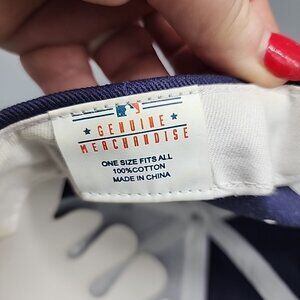 GENUINE
MERCHANDISE
ONE SIZE FITS ALL
100%COTTON
MADE IN CHINA